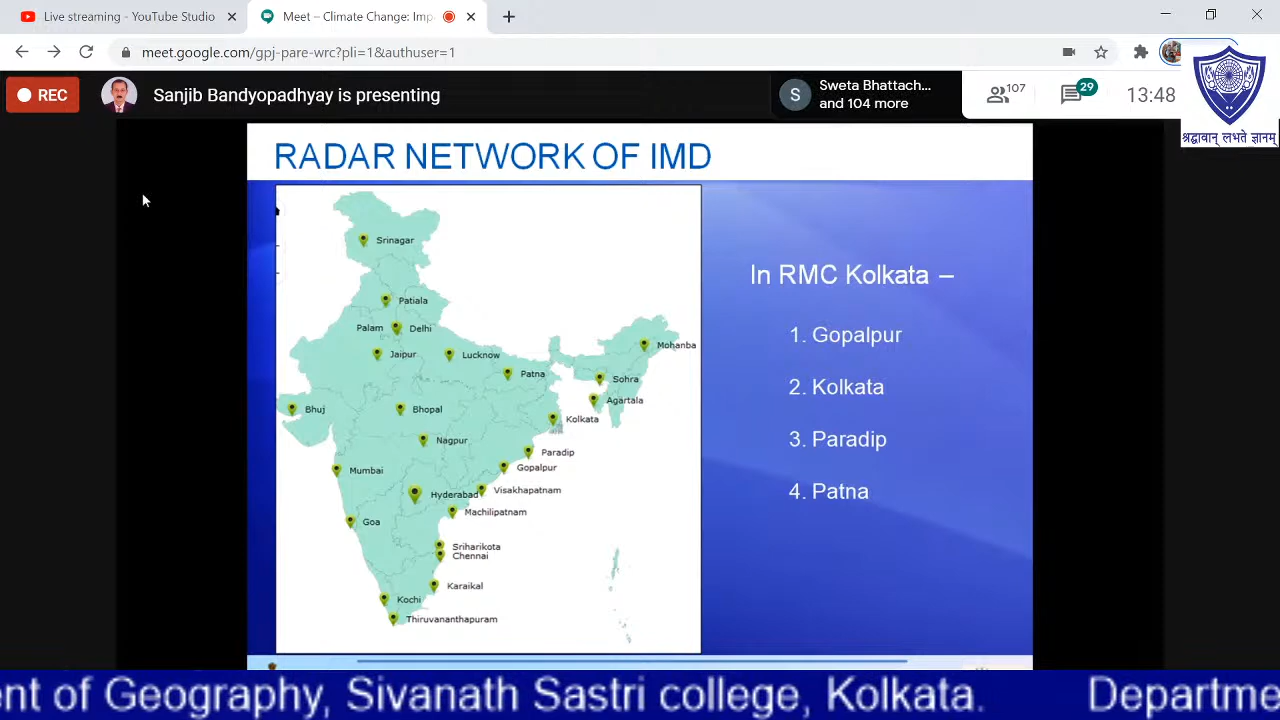 Live streaming - YouTube Studio
Meet – Climate Change: Imp
meet.google.com/gpj-pare-wrc?pli=1&authuser=1
REC
Sanjib Bandyopadhyay is presenting
S
Sweta Bhattach...
and 104 more
107
29
13:48
श्रद्धावान् लभते ज्ञानम्
RADAR NETWORK OF IMD
Srinagar
Patiala
Palam
Delhi
Jaipur
Lucknow
Mohanba
Patna
Sohra
Agartala
Bhuj
Bhopal
Kolkata
Nagpur
Paradip
Gopalpur
Mumbai
Visakhapatnam
Hyderabad
Machilipatnam
Goa
Sriharikota
Chennai
Karaikal
Kochi
Thiruvananthapuram
In RMC Kolkata –
1. Gopalpur
2. Kolkata
3. Paradip
4. Patna
ent of Geography, Sivanath Sastri college, Kolkata. Departme